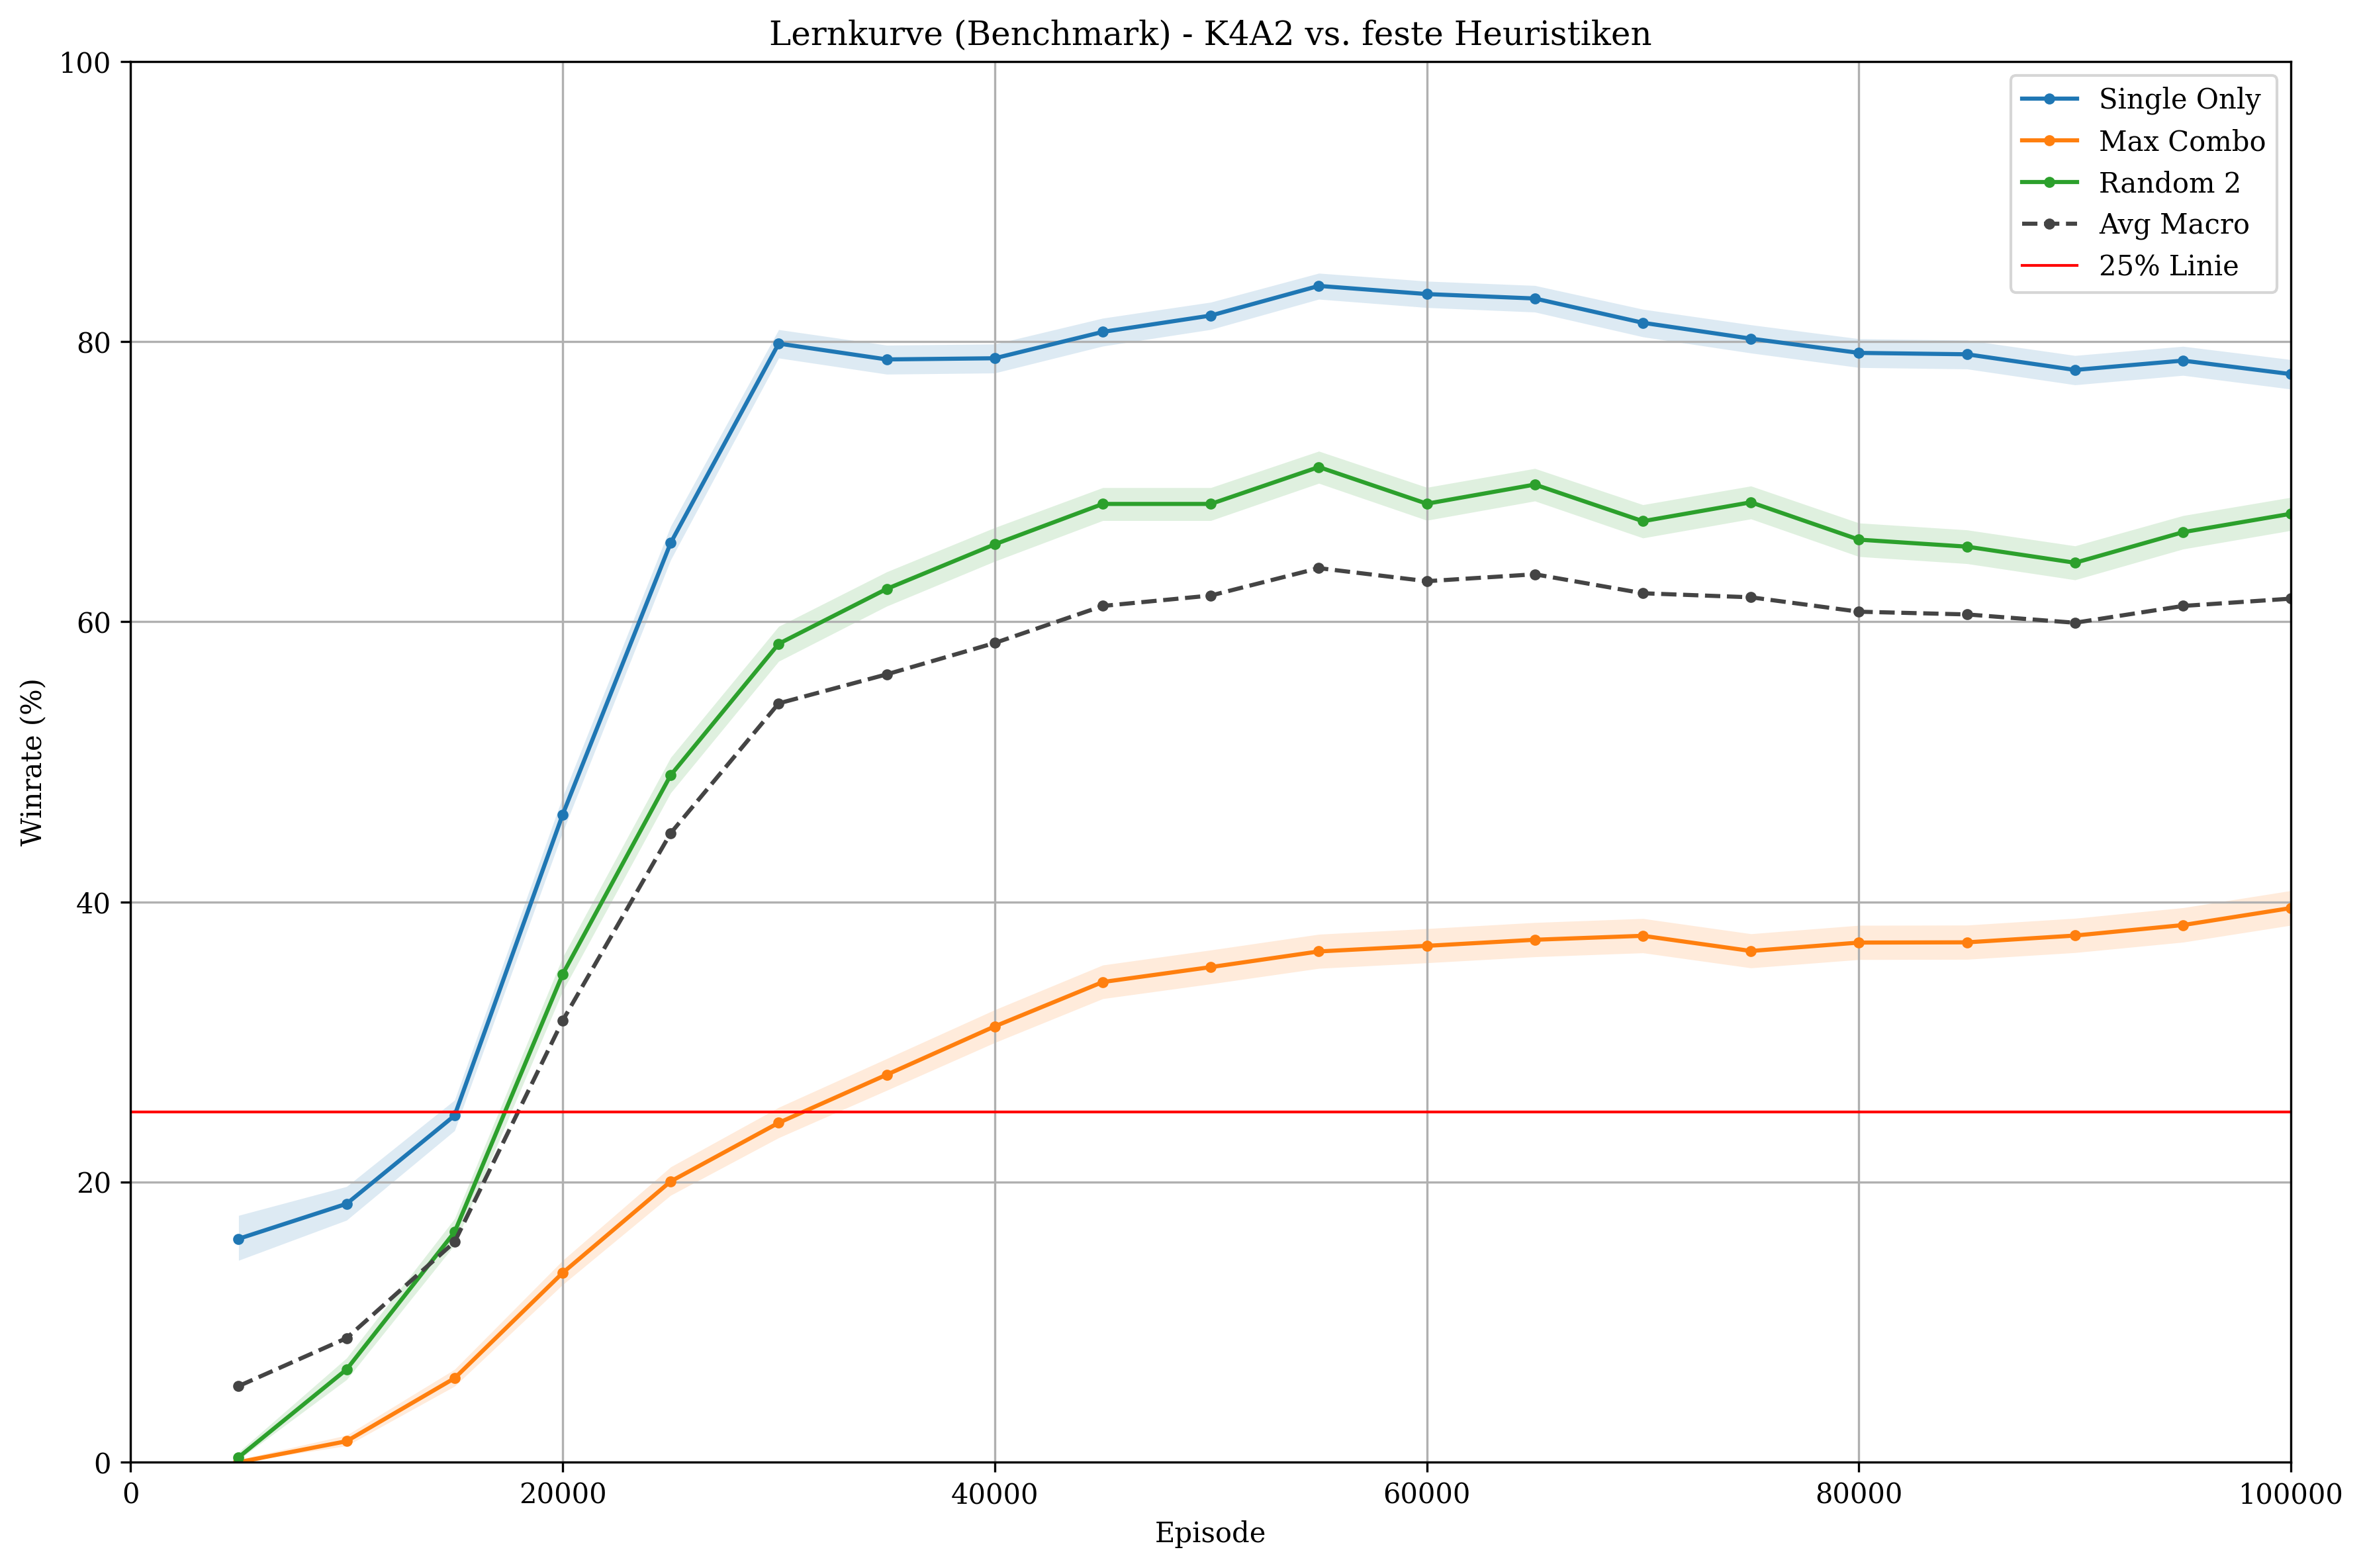 Lernkurve (Benchmark) - K4A2 vs. feste Heuristiken
100
80
60
40
20
0
Winrate (%)
Single Only
Max Combo
Random 2
Avg Macro
25% Linie
0
20000
40000
60000
80000
100000
Episode